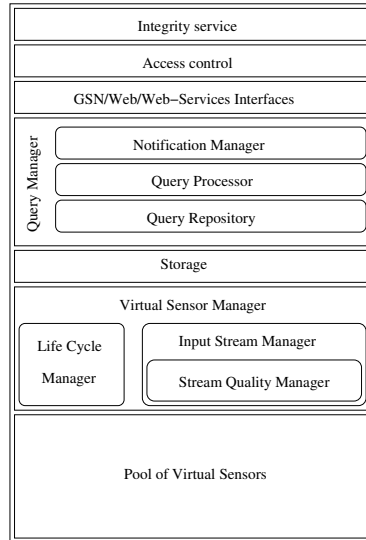 Integrity service
Access control
GSN/Web/Web−Services Interfaces
Query Manager
Notification Manager
Query Processor
Query Repository
Storage
Virtual Sensor Manager
Life Cycle
Manager
Input Stream Manager
Stream Quality Manager
Pool of Virtual Sensors